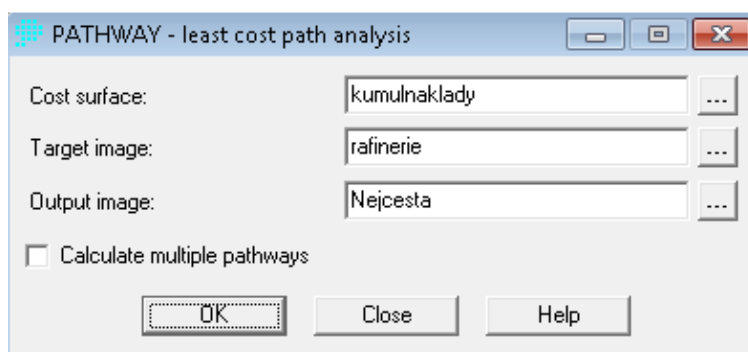 PATHWAY - least cost path analysis
Cost surface: kumulnaklady ...
Target image: rafinerie ...
Output image: Nejcesta ...
Calculate multiple pathways
OK Close Help